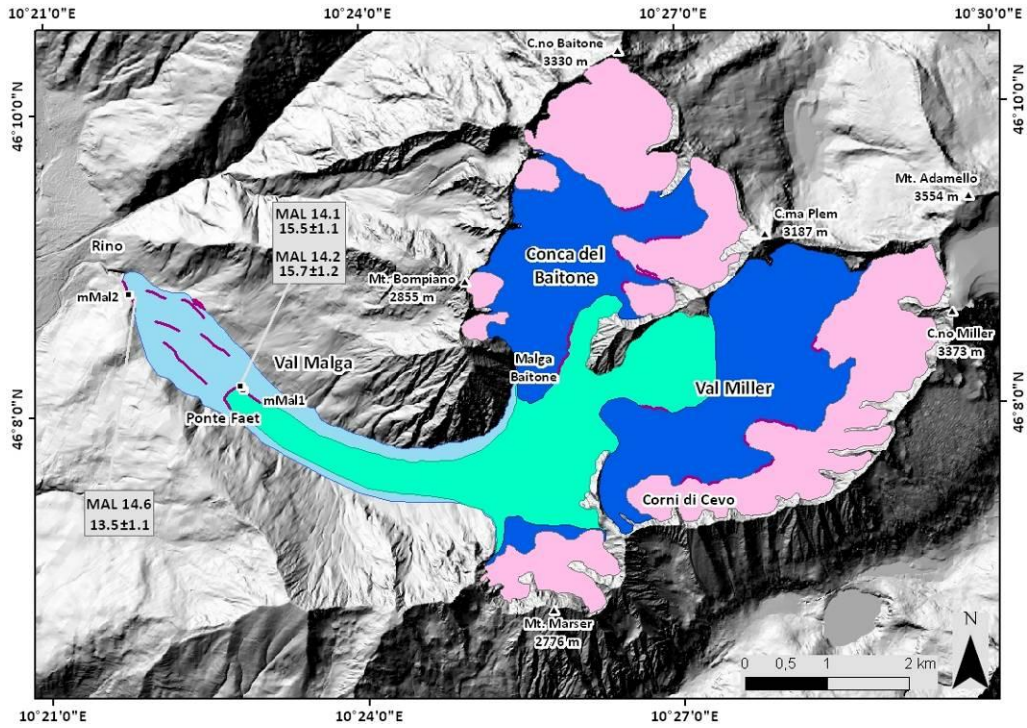 10°21'0"E
10°24'0"E
10°27'0"E
10°30'0"E
46°10'0"N
46°10'0"N
C.no Baitone
3330 m
Mt. Adamello
3554 m
C.ma Plem
3187 m
MAL 14.1
15.5±1.1
MAL 14.2
15.7±1.2
Rino
Conca del
Baitone
Mt. Bompiano
2855 m
mMal2
C.no Miller
3373 m
Val Malga
Malga
Baitone
Val Miller
mMal1
Ponte Faet
46°8'0"N
46°8'0"N
MAL 14.6
13.5±1.1
Corni di Cevo
Mt. Marser
2776 m
N
0
0,5
1
2 km
10°21'0"E
10°24'0"E
10°27'0"E